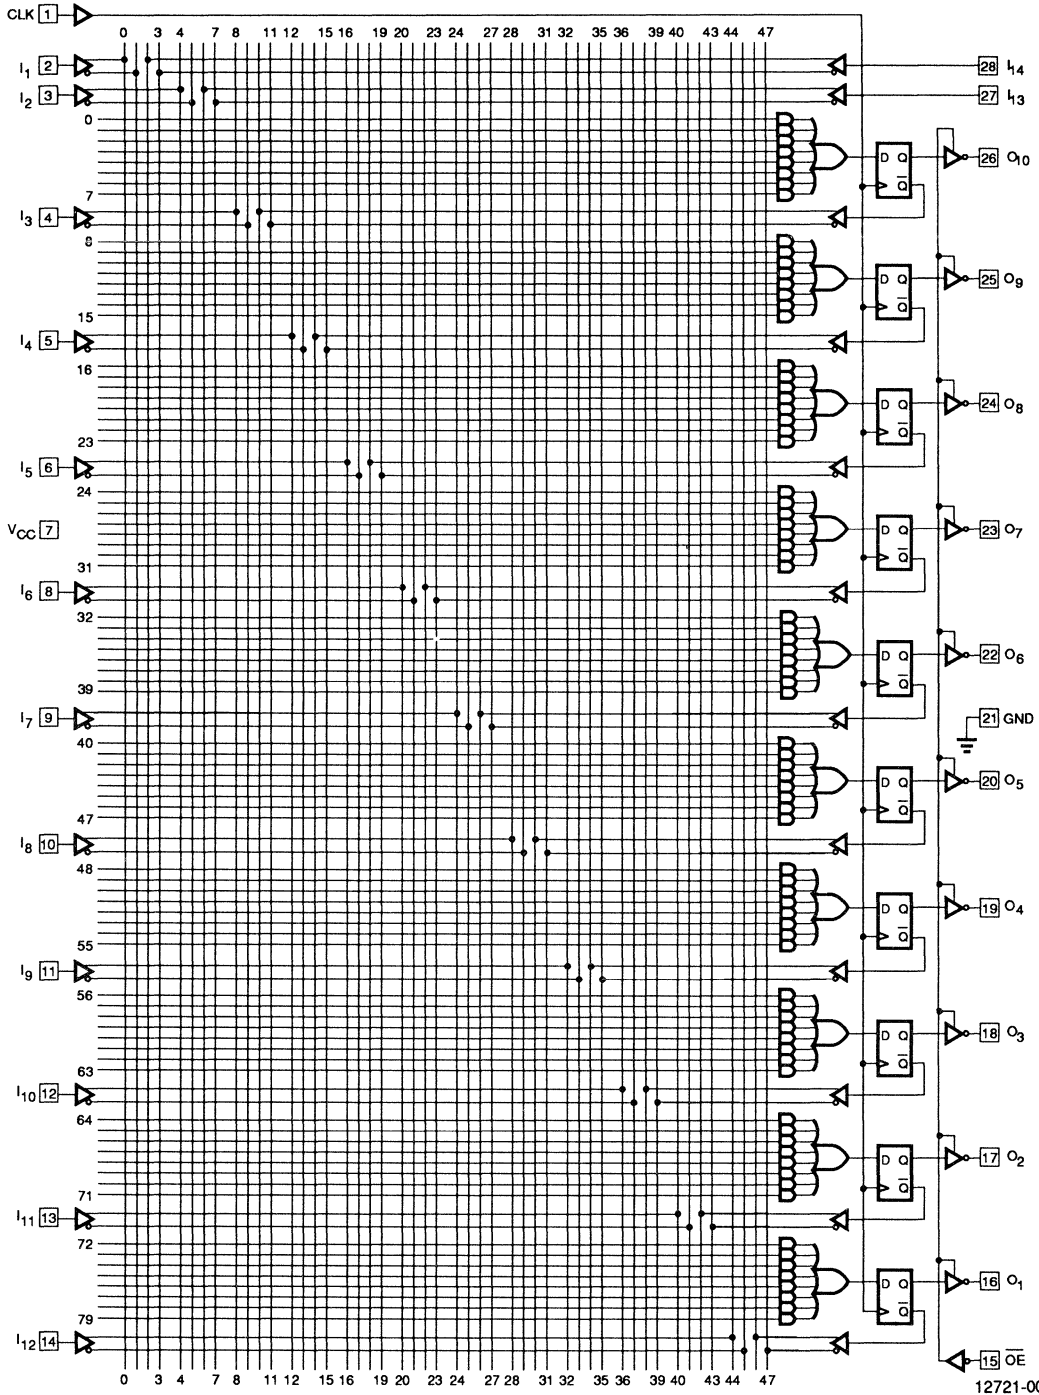 CLK 1
0 3 4 7 8 11 12 15 16 19 20 23 24 27 28 31 32 35 36 40 43 44 47
I1 2
28 I14
I2 3
27 I13
0
D Q
26 O10
Q
7
I3 4
8
D Q
25 O9
Q
15
I4 5
16
D Q
24 O8
Q
23
I5 6
24
VCC 7
D Q
23 O7
Q
31
I6 8
32
D Q
22 O6
Q
39
I7 9
21 GND
40
D Q
20 O5
Q
47
I8 10
48
D Q
19 O4
Q
55
I9 11
56
D Q
18 O3
Q
63
I10 12
64
D Q
17 O2
Q
71
I11 13
72
D Q
16 O1
Q
79
I12 14
15 OE
0 3 4 7 8 11 12 15 16 19 20 23 24 27 28 31 32 35 36 39 40 43 44 47
12721-00